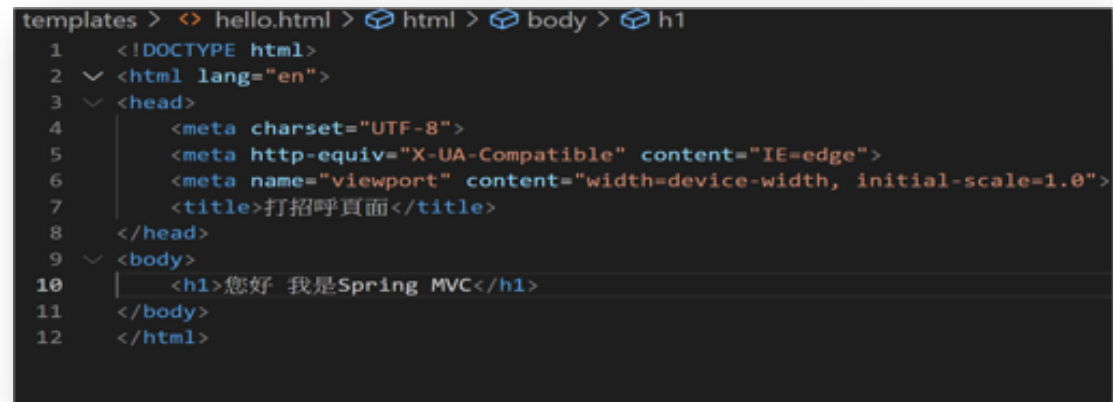 templates > <> hello.html > html > body > h1
1 <!DOCTYPE html>
2 <html lang="en">
3 <head>
4 <meta charset="UTF-8">
5 <meta http-equiv="X-UA-Compatible" content="IE=edge">
6 <meta name="viewport" content="width=device-width, initial-scale=1.0">
7 <title>打招呼頁面</title>
8 </head>
9 <body>
10 <h1>您好 我是Spring MVC</h1>
11 </body>
12 </html>